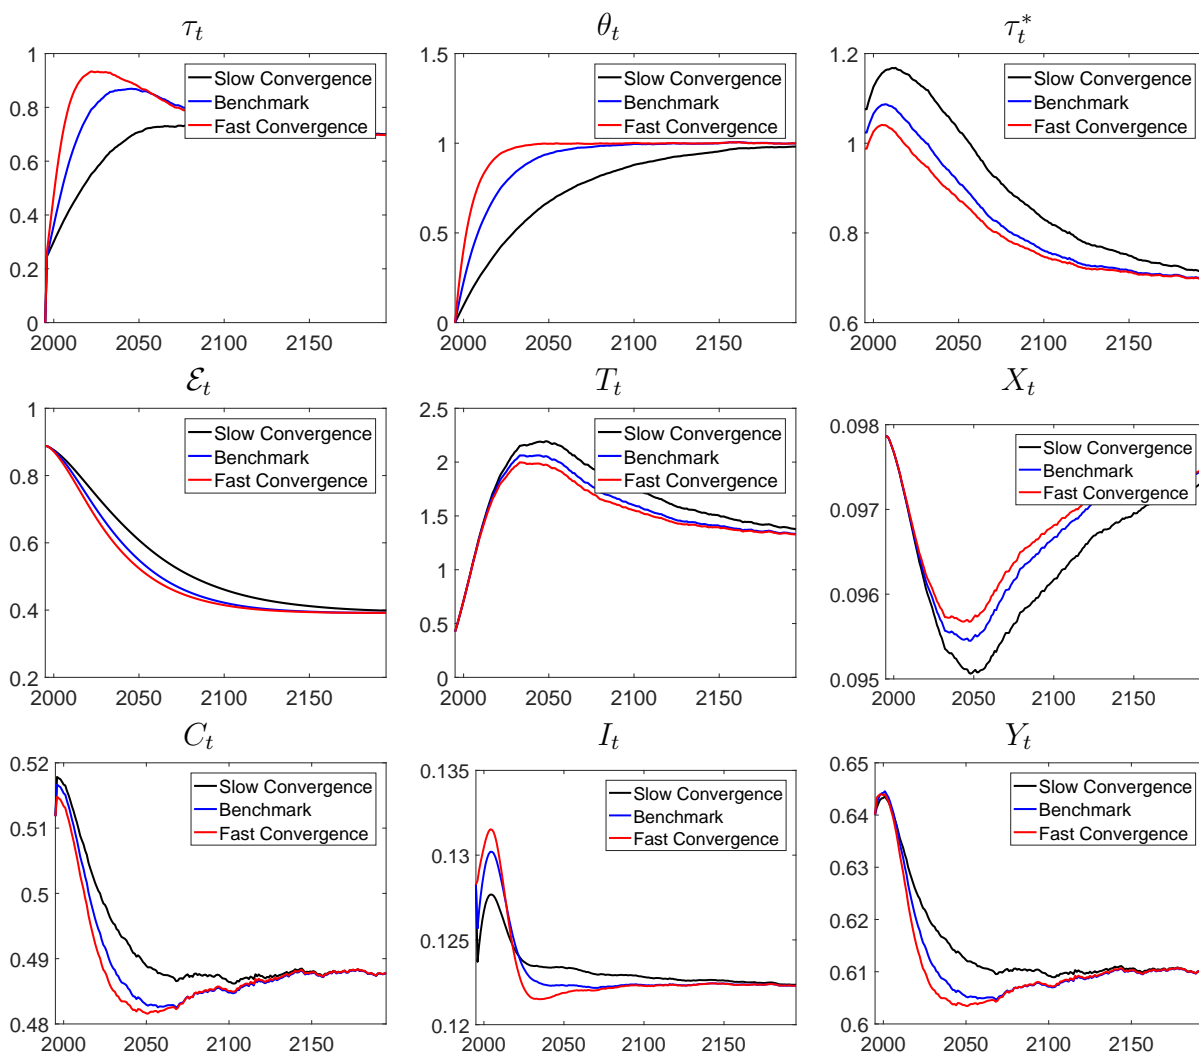 τ_t
θ_t
τ_t^*
1
0.8
0.6
0.4
0.2
0
2000 2050 2100 2150
Slow Convergence
Benchmark
Fast Convergence
1.5
1
0.5
0
2000 2050 2100 2150
Slow Convergence
Benchmark
Fast Convergence
1.2
1
0.8
0.6
2000 2050 2100 2150
Slow Convergence
Benchmark
Fast Convergence
ℰ_t
T_t
X_t
1
0.8
0.6
0.4
0.2
2000 2050 2100 2150
Slow Convergence
Benchmark
Fast Convergence
2.5
2
1.5
1
0.5
0
2000 2050 2100 2150
Slow Convergence
Benchmark
Fast Convergence
0.098
0.097
0.096
0.095
2000 2050 2100 2150
Slow Convergence
Benchmark
Fast Convergence
C_t
I_t
Y_t
0.52
0.51
0.5
0.49
0.48
2000 2050 2100 2150
Slow Convergence
Benchmark
Fast Convergence
0.135
0.13
0.125
0.12
2000 2050 2100 2150
Slow Convergence
Benchmark
Fast Convergence
0.65
0.64
0.63
0.62
0.61
0.6
2000 2050 2100 2150
Slow Convergence
Benchmark
Fast Convergence